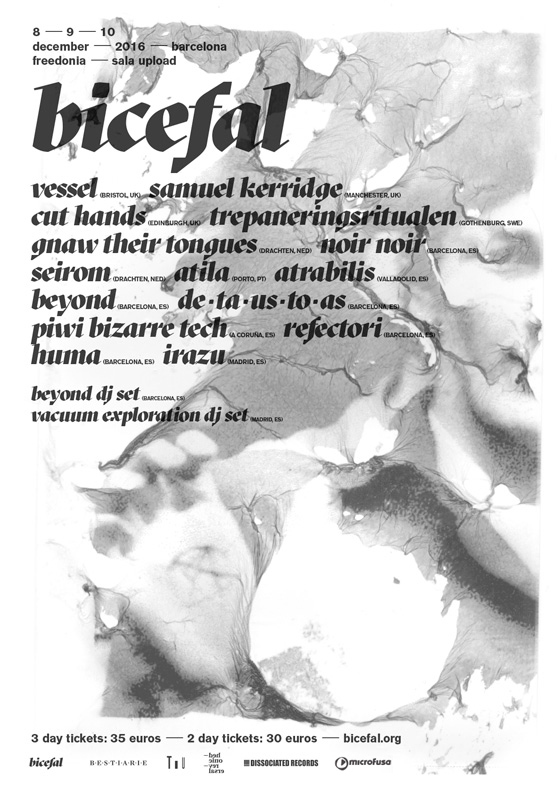 8 — 9 — 10
december — 2016 — barcelona
freedonia — sala upload
bicefal
vessel (BRISTOL, UK) samuel kerridge (MANCHESTER, UK)
cut hands (EDINBURGH, UK) trepaneringsritualen (GOTHENBURG, SWE)
gnaw their tongues (DRACHTEN, NED) noir noir (BARCELONA, ES)
seirom (DRACHTEN, NED) atila (PORTO, PT) atrabilis (VALLADOLID, ES)
beyond (BARCELONA, ES) de·ta·us·to·as (BARCELONA, ES)
piwi bizarre tech (A CORUÑA, ES) refectori (BARCELONA, ES)
huma (BARCELONA, ES) irazu (MADRID, ES)
beyond dj set (BARCELONA, ES)
vacuum exploration dj set (MADRID, ES)
3 day tickets: 35 euros — 2 day tickets: 30 euros — bicefal.org
bicefal BESTIARIE DISSOCIATED RECORDS microfusa